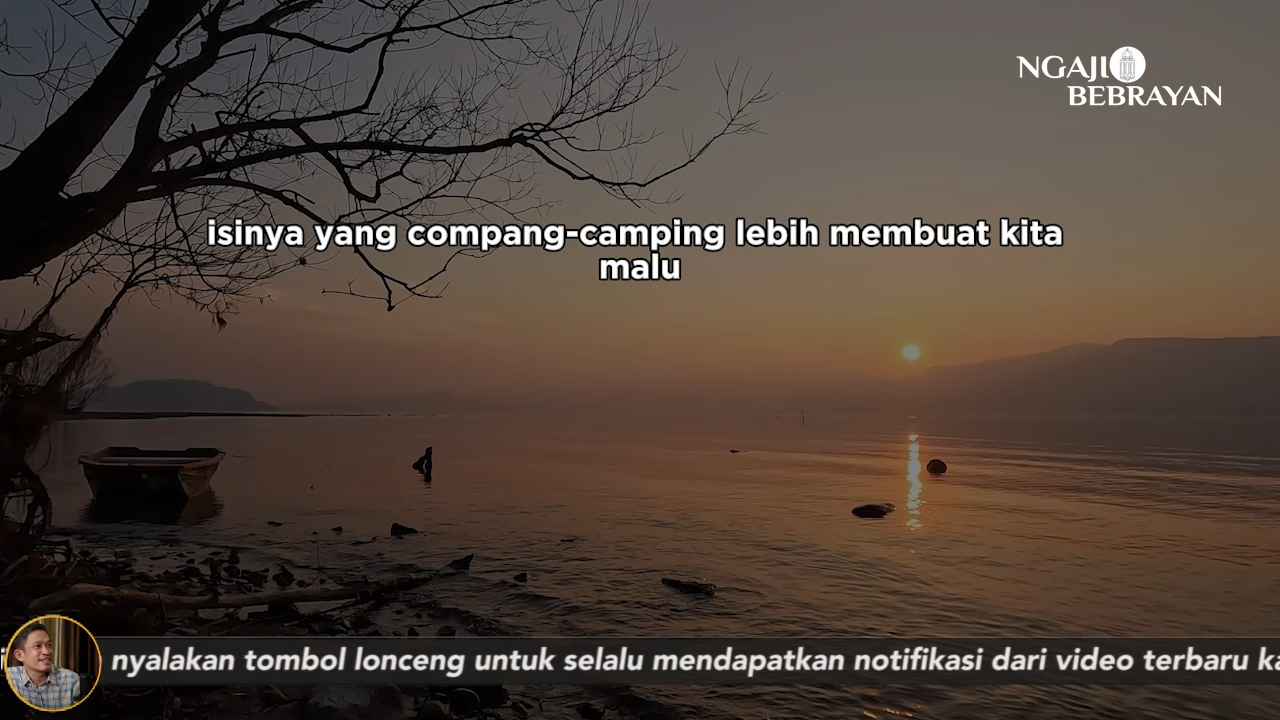 NGAJI
BEBRAYAN
isinya yang compang-camping lebih membuat kita
malu
nyalakan tombol lonceng untuk selalu mendapatkan notifikasi dari video terbaru